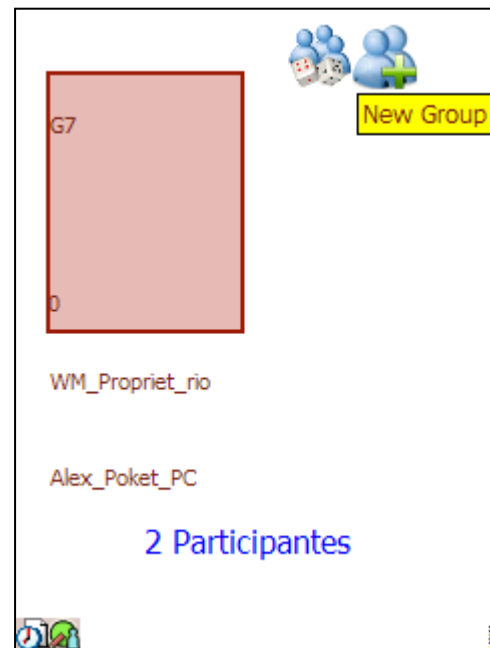 New Group
G7
0
WM_Propriet_rio
Alex_Poket_PC
2 Participantes